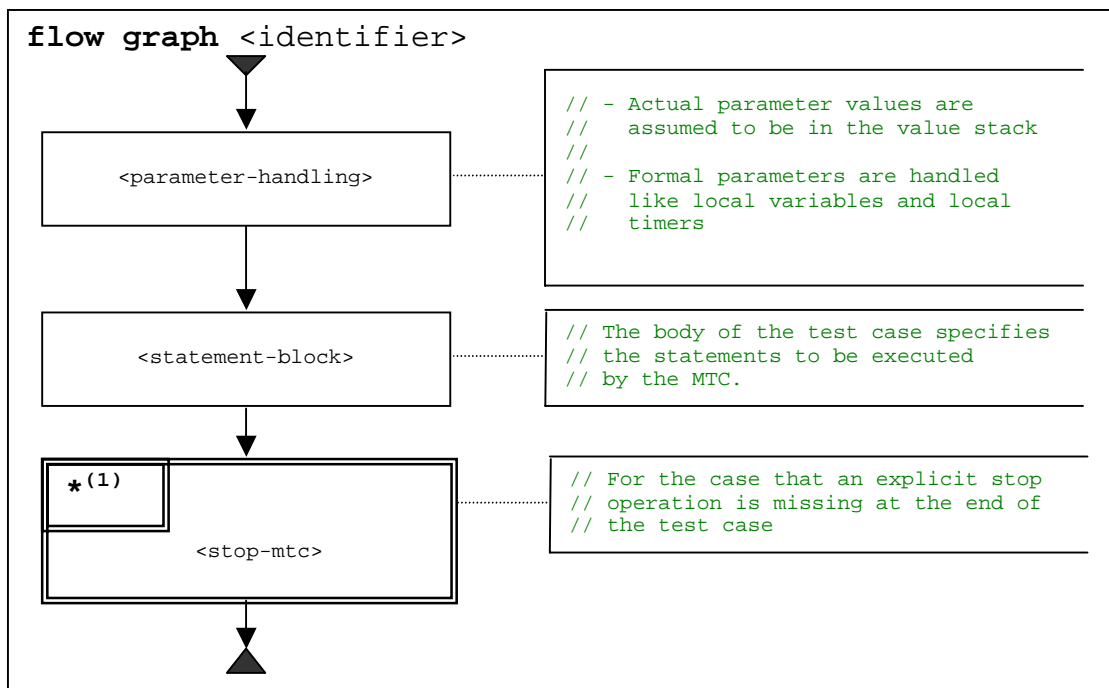 flow graph <identifier>
// - Actual parameter values are
//   assumed to be in the value stack
//
// - Formal parameters are handled
//   like local variables and local
//   timers
<parameter-handling>
// The body of the test case specifies
// the statements to be executed
// by the MTC.
<statement-block>
*(1)
// For the case that an explicit stop
// operation is missing at the end of
// the test case
<stop-mtc>